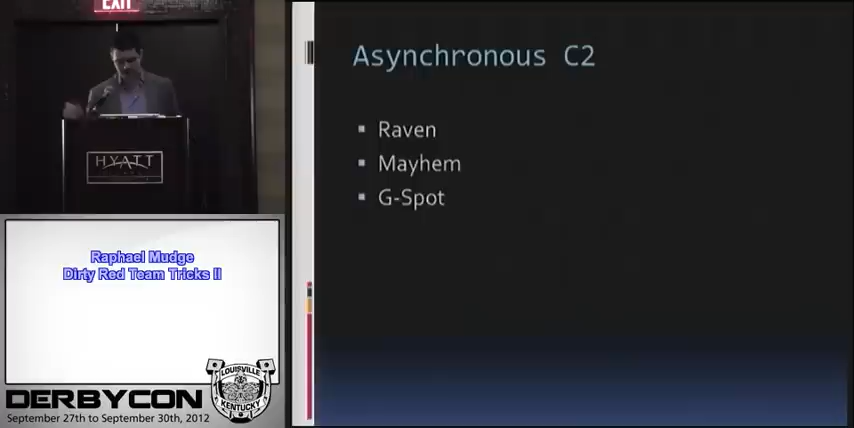 EXIT
HYATT
Raphael Mudge
Dirty Red Team Tricks II
DERBYCON
LOUISVILLE
KENTUCKY
September 27th to September 30th, 2012
Asynchronous C2
Raven
Mayhem
G-Spot